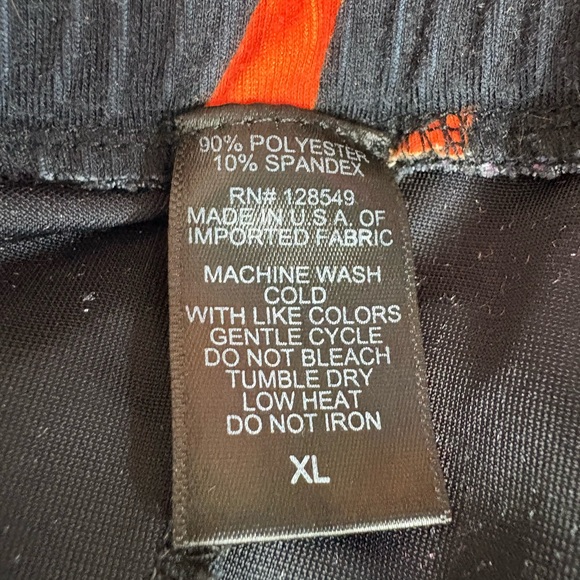 90% POLYESTER
10% SPANDEX
RN# 128549
MADE IN U.S.A. OF
IMPORTED FABRIC
MACHINE WASH
COLD
WITH LIKE COLORS
GENTLE CYCLE
DO NOT BLEACH
TUMBLE DRY
LOW HEAT
DO NOT IRON
XL